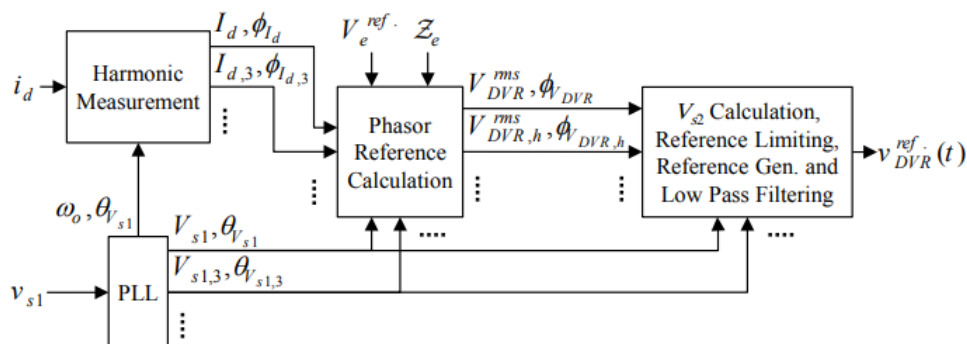 i_d
Harmonic
Measurement
I_d, ϕ_{I_d}
I_{d,3}, ϕ_{I_{d,3}}
V_e^{ref.}
Z_e
Phasor
Reference
Calculation
V_{DVR}^{rms}, ϕ_{V_{DVR}}
V_{DVR,h}^{rms}, ϕ_{V_{DVR,h}}
V_{s2} Calculation,
Reference Limiting,
Reference Gen. and
Low Pass Filtering
v_{DVR}^{ref.}(t)
ω_o, θ_{V_{s1}}
V_{s1}, θ_{V_{s1}}
V_{s1,3}, θ_{V_{s1,3}}
v_{s1}
PLL